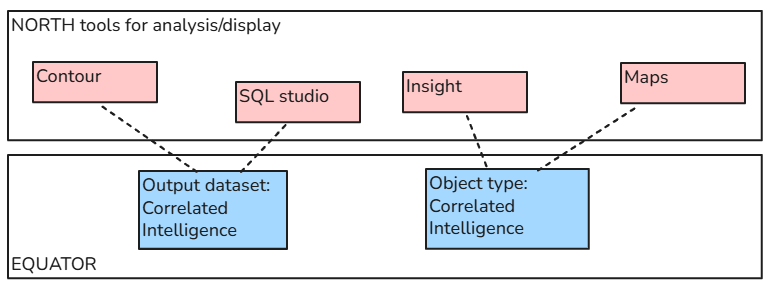 NORTH tools for analysis/display
Contour
SQL studio
Insight
Maps
Output dataset:
Correlated
Intelligence
Object type:
Correlated
Intelligence
EQUATOR